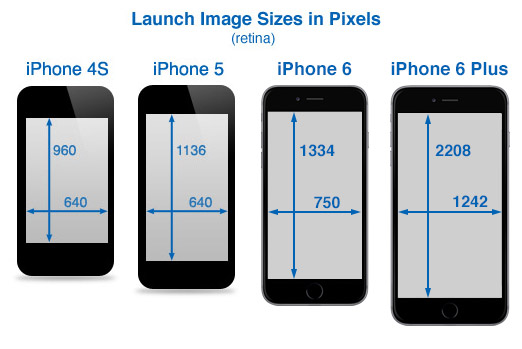 Launch Image Sizes in Pixels
(retina)
iPhone 4S
iPhone 5
iPhone 6
iPhone 6 Plus
960
640
1136
640
1334
750
2208
1242